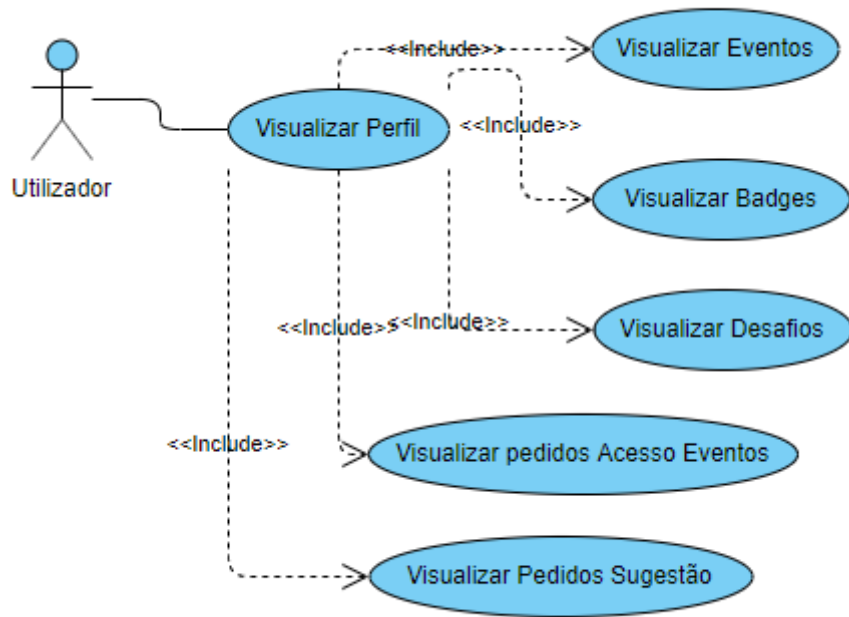 <<Include>>
Visualizar Eventos
Utilizador
Visualizar Perfil
<<Include>>
Visualizar Badges
<<Include>>
<<Include>>
Visualizar Desafios
<<Include>>
Visualizar pedidos Acesso Eventos
Visualizar Pedidos Sugestão